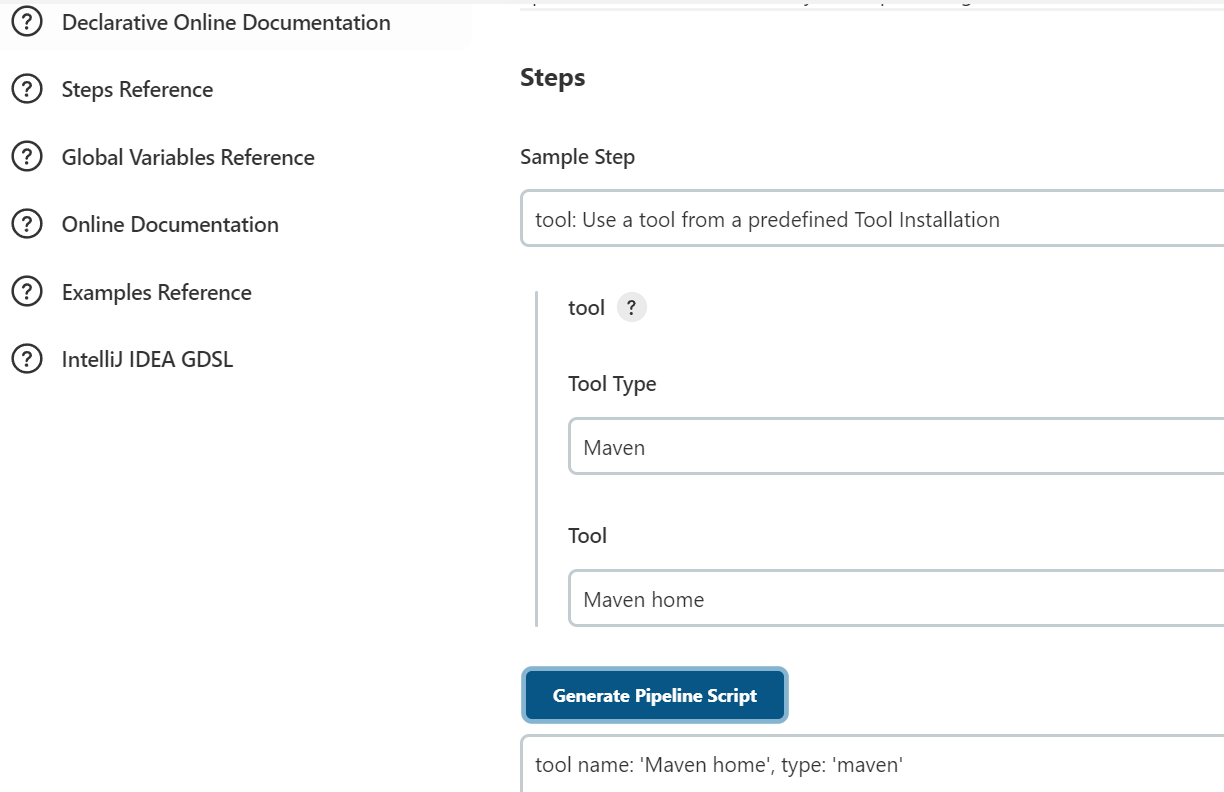 Declarative Online Documentation
Steps Reference
Global Variables Reference
Online Documentation
Examples Reference
IntelliJ IDEA GDSL
Steps
Sample Step
tool: Use a tool from a predefined Tool Installation
tool ?
Tool Type
Maven
Tool
Maven home
Generate Pipeline Script
tool name: 'Maven home', type: 'maven'